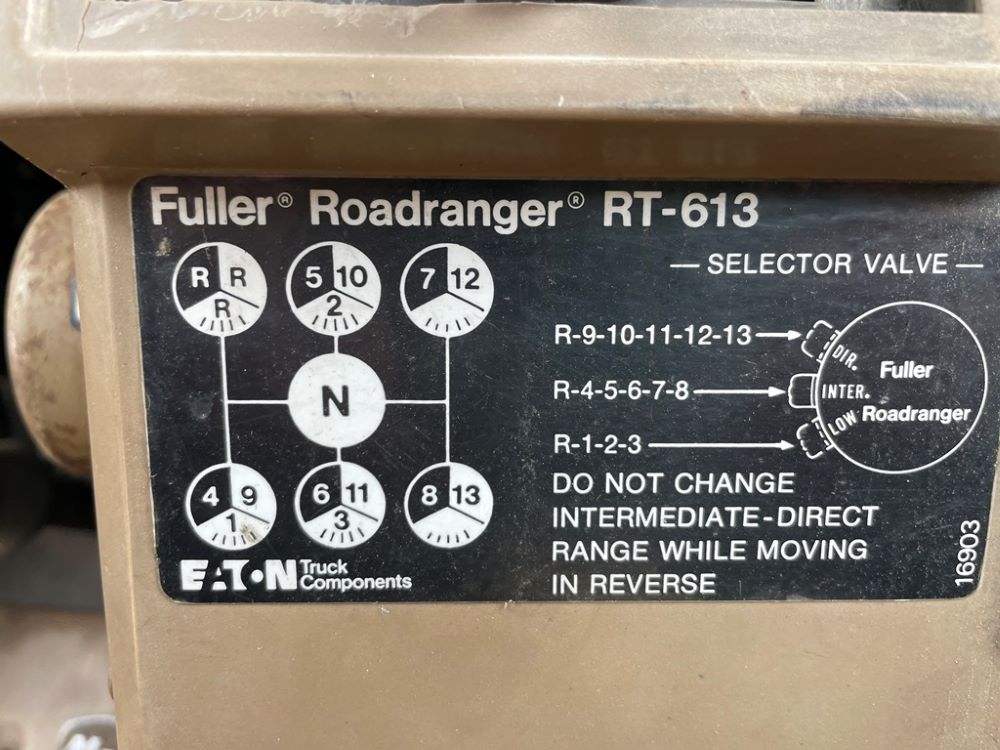 Fuller® Roadranger® RT-613
R R R
5 10 2
7 12
— SELECTOR VALVE —
R-9-10-11-12-13
DIR.
R-4-5-6-7-8
INTER.
R-1-2-3
LOW
Fuller
Roadranger
N
4 9 1
6 11 3
8 13
DO NOT CHANGE
INTERMEDIATE-DIRECT
RANGE WHILE MOVING
IN REVERSE
EATON Truck
Components
16903